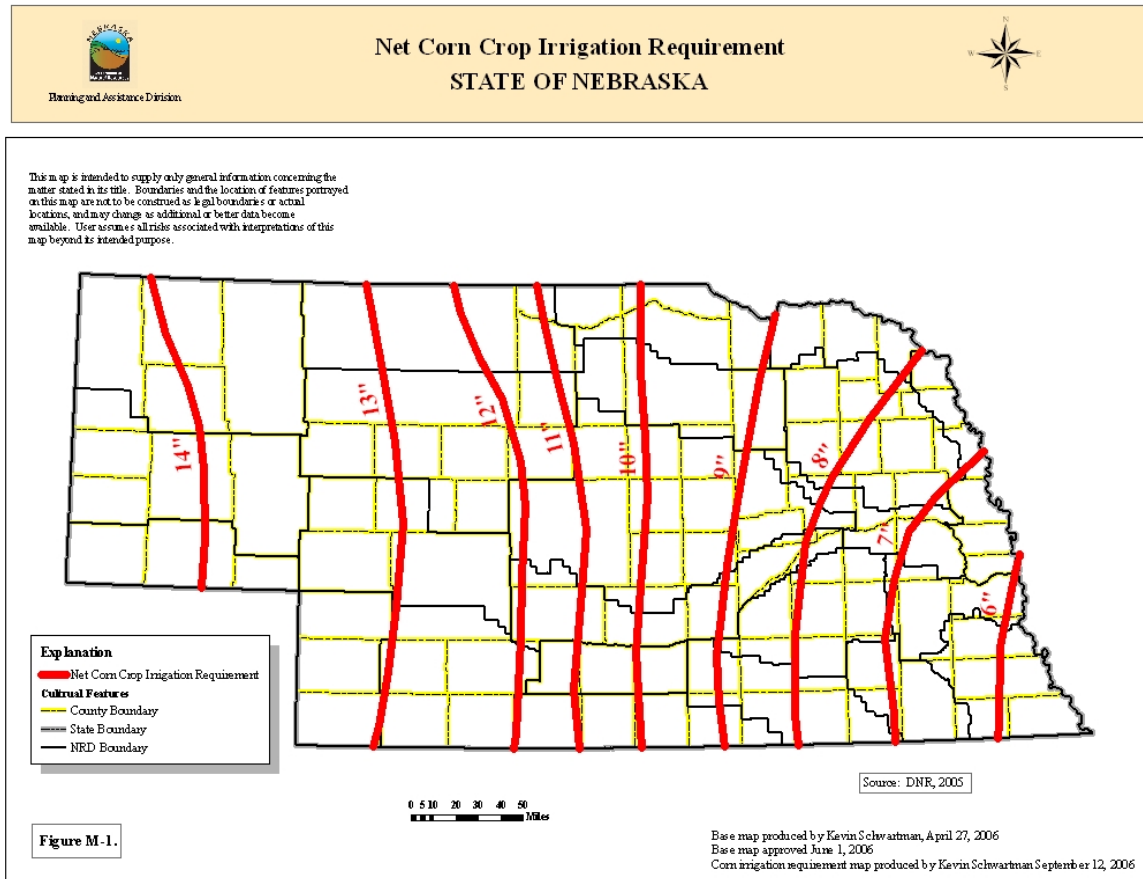 NEBRASKA
Planning and Assistance Division
Net Corn Crop Irrigation Requirement
STATE OF NEBRASKA
N
W
E
S
This map is intended to supply only general information concerning the
matter stated in its title. Boundaries and the location of features portrayed
on this map are not to be construed as legal boundaries or actual
locations, and may change as additional or better data become
available. User assumes all risks associated with interpretations of this
map beyond its intended purpose.
14"
13"
12"
11"
10"
9"
8"
7"
6"
Explanation
Net Corn Crop Irrigation Requirement
Cultrual Features
County Boundary
State Boundary
NRD Boundary
Source: DNR, 2005
0 5 10 20 30 40 50
Miles
Figure M-1.
Base map produced by Kevin Schwartman, April 27, 2006
Base map approved June 1, 2006
Corn irrigation requirement map produced by Kevin Schwartman September 12, 2006